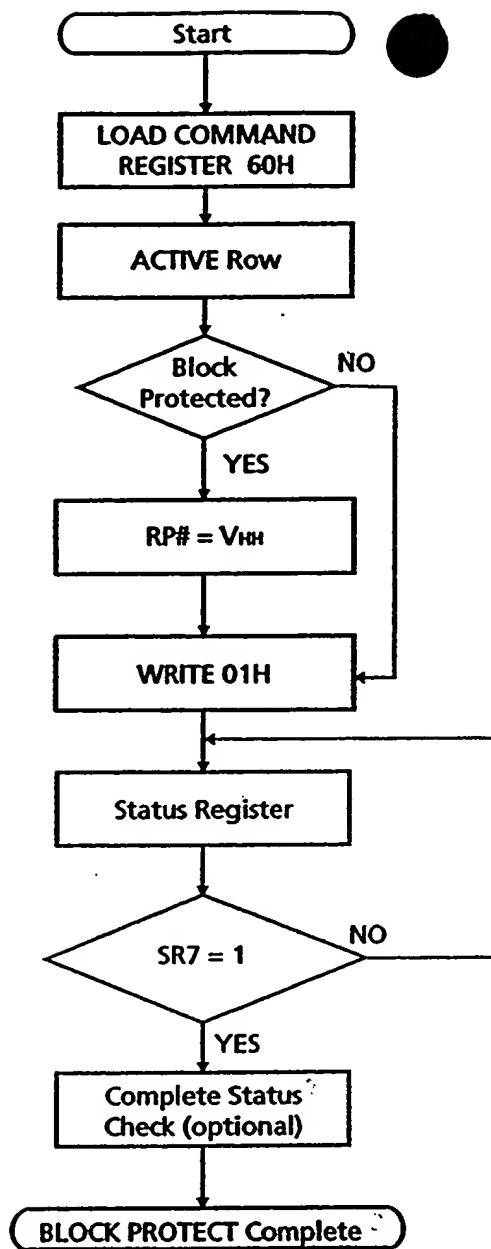 Start
LOAD COMMAND
REGISTER 60H
ACTIVE Row
Block
Protected?
NO
YES
RP# = VHH
WRITE 01H
Status Register
SR7 = 1
NO
YES
Complete Status
Check (optional)
BLOCK PROTECT Complete